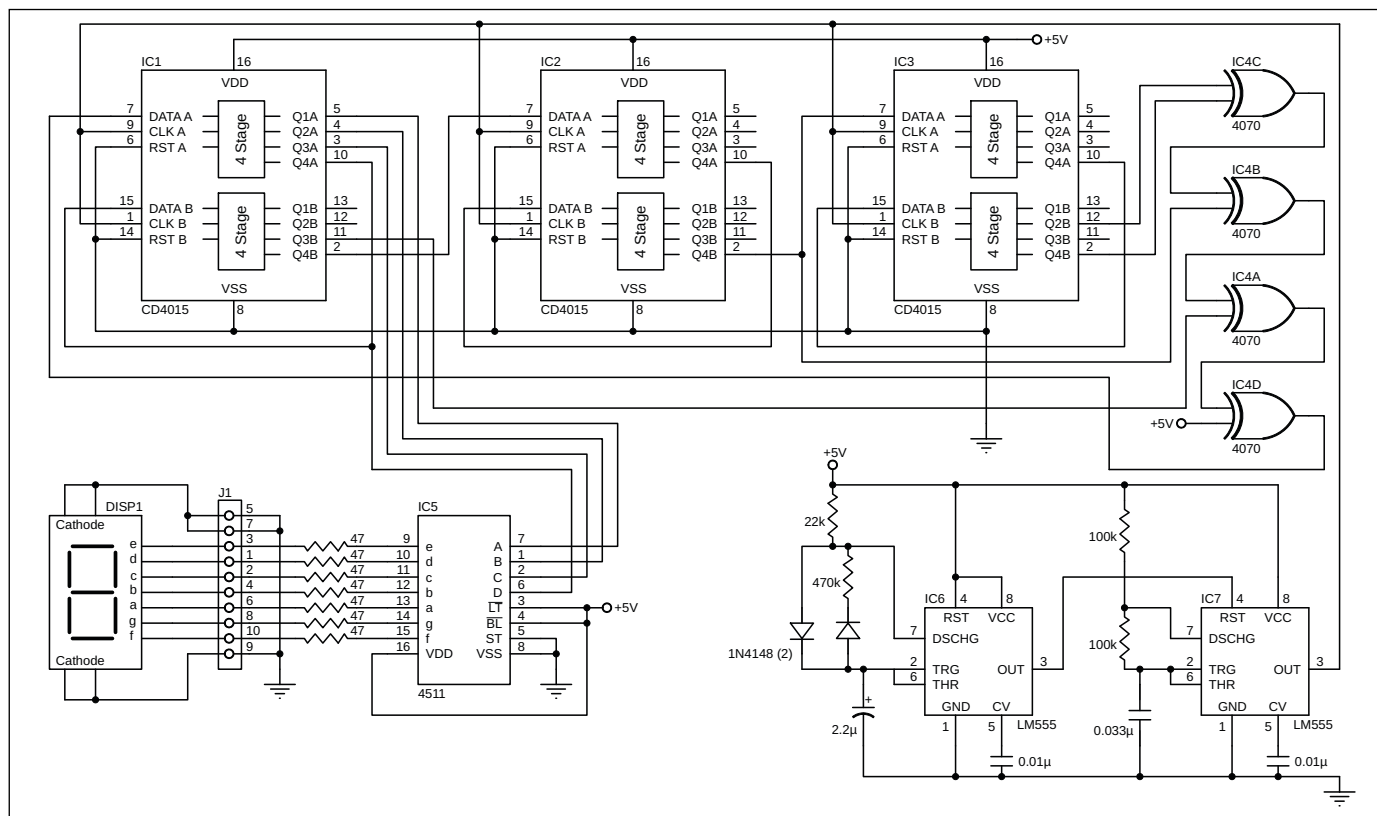 +5V
IC1
16
VDD
7 DATA A 4 Stage Q1A 5
9 CLK A Q2A 4
6 RST A Q3A 3
Q4A 10
15 DATA B 4 Stage Q1B 13
1 CLK B Q2B 12
14 RST B Q3B 11
Q4B 2
VSS
CD4015 8
IC2
16
VDD
7 DATA A 4 Stage Q1A 5
9 CLK A Q2A 4
6 RST A Q3A 3
Q4A 10
15 DATA B 4 Stage Q1B 13
1 CLK B Q2B 12
14 RST B Q3B 11
Q4B 2
VSS
CD4015 8
IC3
16
VDD
7 DATA A 4 Stage Q1A 5
9 CLK A Q2A 4
6 RST A Q3A 3
Q4A 10
15 DATA B 4 Stage Q1B 13
1 CLK B Q2B 12
14 RST B Q3B 11
Q4B 2
VSS
CD4015 8
IC4C
4070
IC4B
4070
IC4A
4070
IC4D
+5V
4070
DISP1
Cathode
e
d
c
b
a
g
f
Cathode
J1
5
7
3
1
2
4
6
8
10
9
47
47
47
47
47
47
47
IC5
9 e A 7
10 d B 1
11 c C 2
12 b D 6
13 a LT 3
14 g BL 4
15 f ST 5
16 VDD VSS 8
4511
+5V
+5V
22k
470k
1N4148 (2)
2.2µ
+
IC6
4 8
RST VCC
7 DSCHG
2 TRG OUT 3
6 THR
GND CV
1 5 LM555
0.01µ
100k
100k
0.033µ
IC7
4 8
RST VCC
7 DSCHG
2 TRG OUT 3
6 THR
GND CV
1 5 LM555
0.01µ